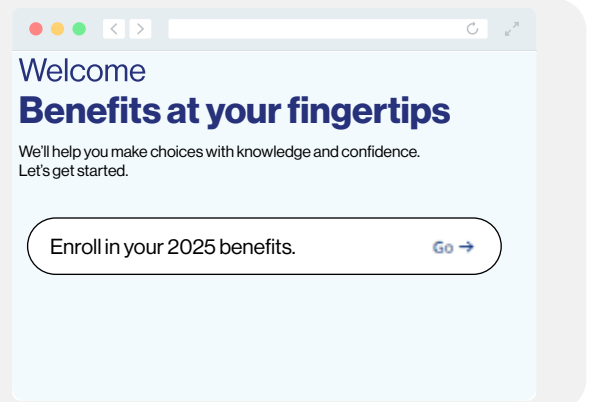 Welcome
Benefits at your fingertips
We'll help you make choices with knowledge and confidence.
Let's get started.
Enroll in your 2025 benefits. Go →